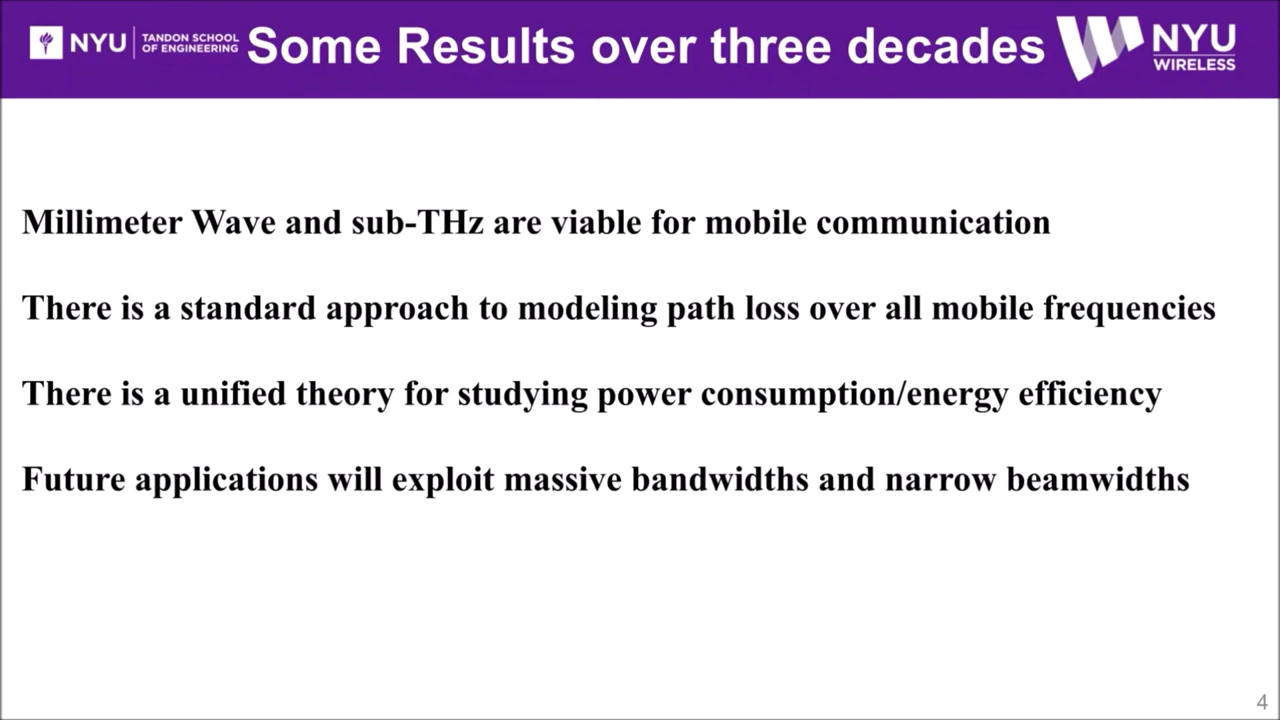 NYU
TANDON SCHOOL
OF ENGINEERING
Some Results over three decades
NYU
WIRELESS
Millimeter Wave and sub-THz are viable for mobile communication
There is a standard approach to modeling path loss over all mobile frequencies
There is a unified theory for studying power consumption/energy efficiency
Future applications will exploit massive bandwidths and narrow beamwidths
4